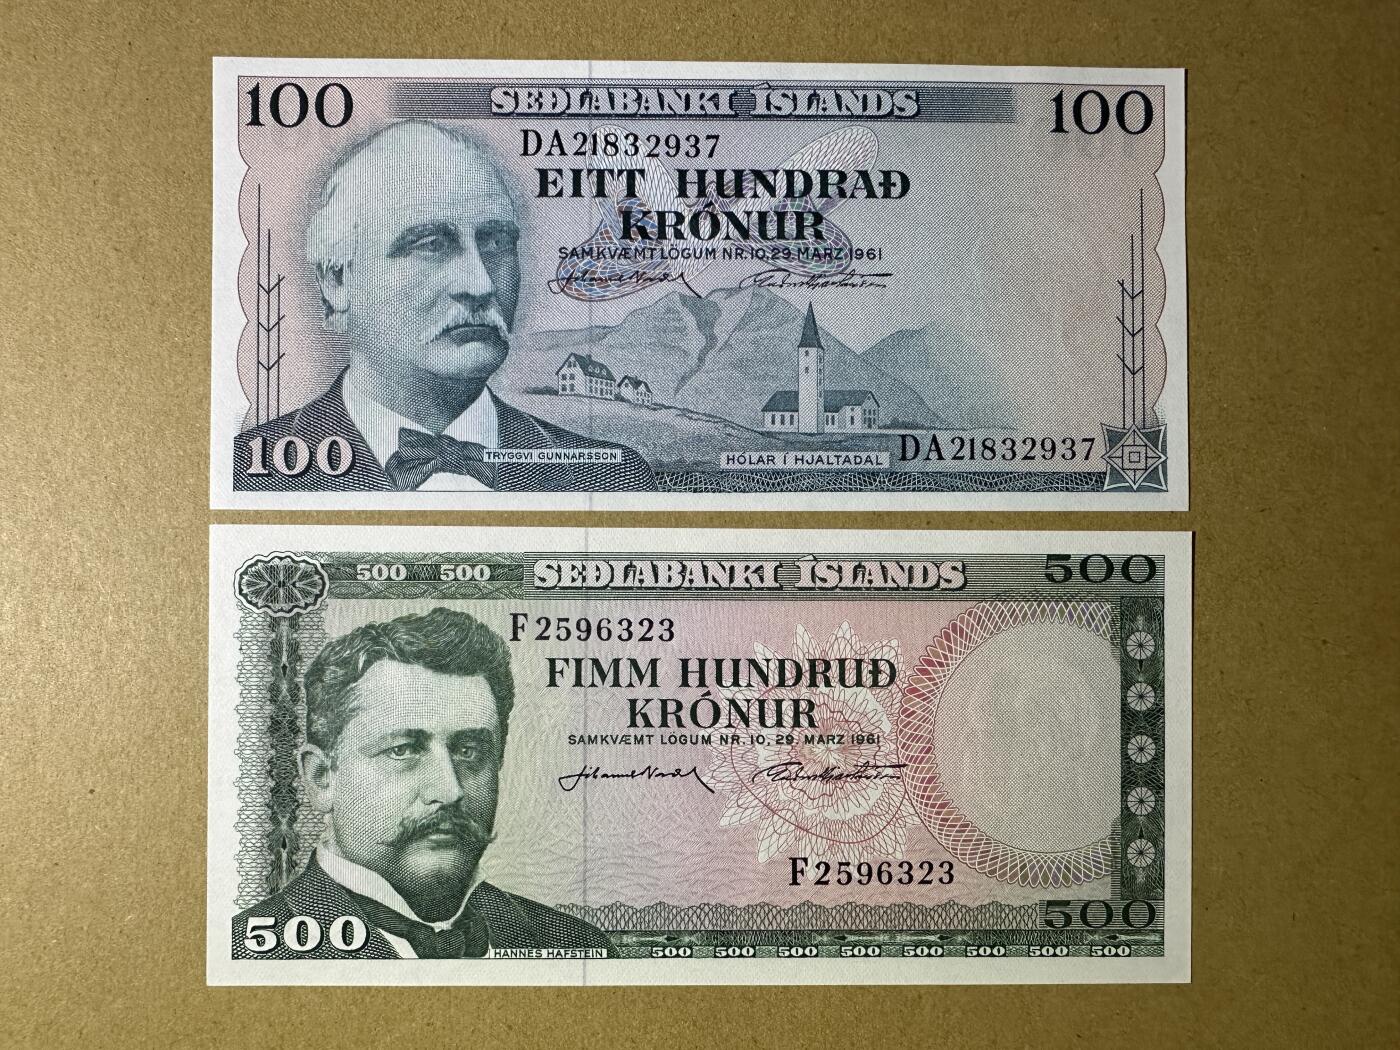 100 SEÐLABANKI ÍSLANDS 100
DA21832937
EITT HUNDRAÐ
KRÓNUR
SAMKVÆMT LÖGUM NR. 10, 29. MARZ 1961
100 TRYGGVI GUNNARSSON HÓLAR Í HJALTADAL DA21832937
500 500 SEÐLABANKI ÍSLANDS 500
F2596323
FIMM HUNDRUÐ
KRÓNUR
SAMKVÆMT LÖGUM NR. 10, 29. MARZ 1961
F2596323
500 500
HANNES HAFSTEIN 500 500 500 500 500 500 500 500